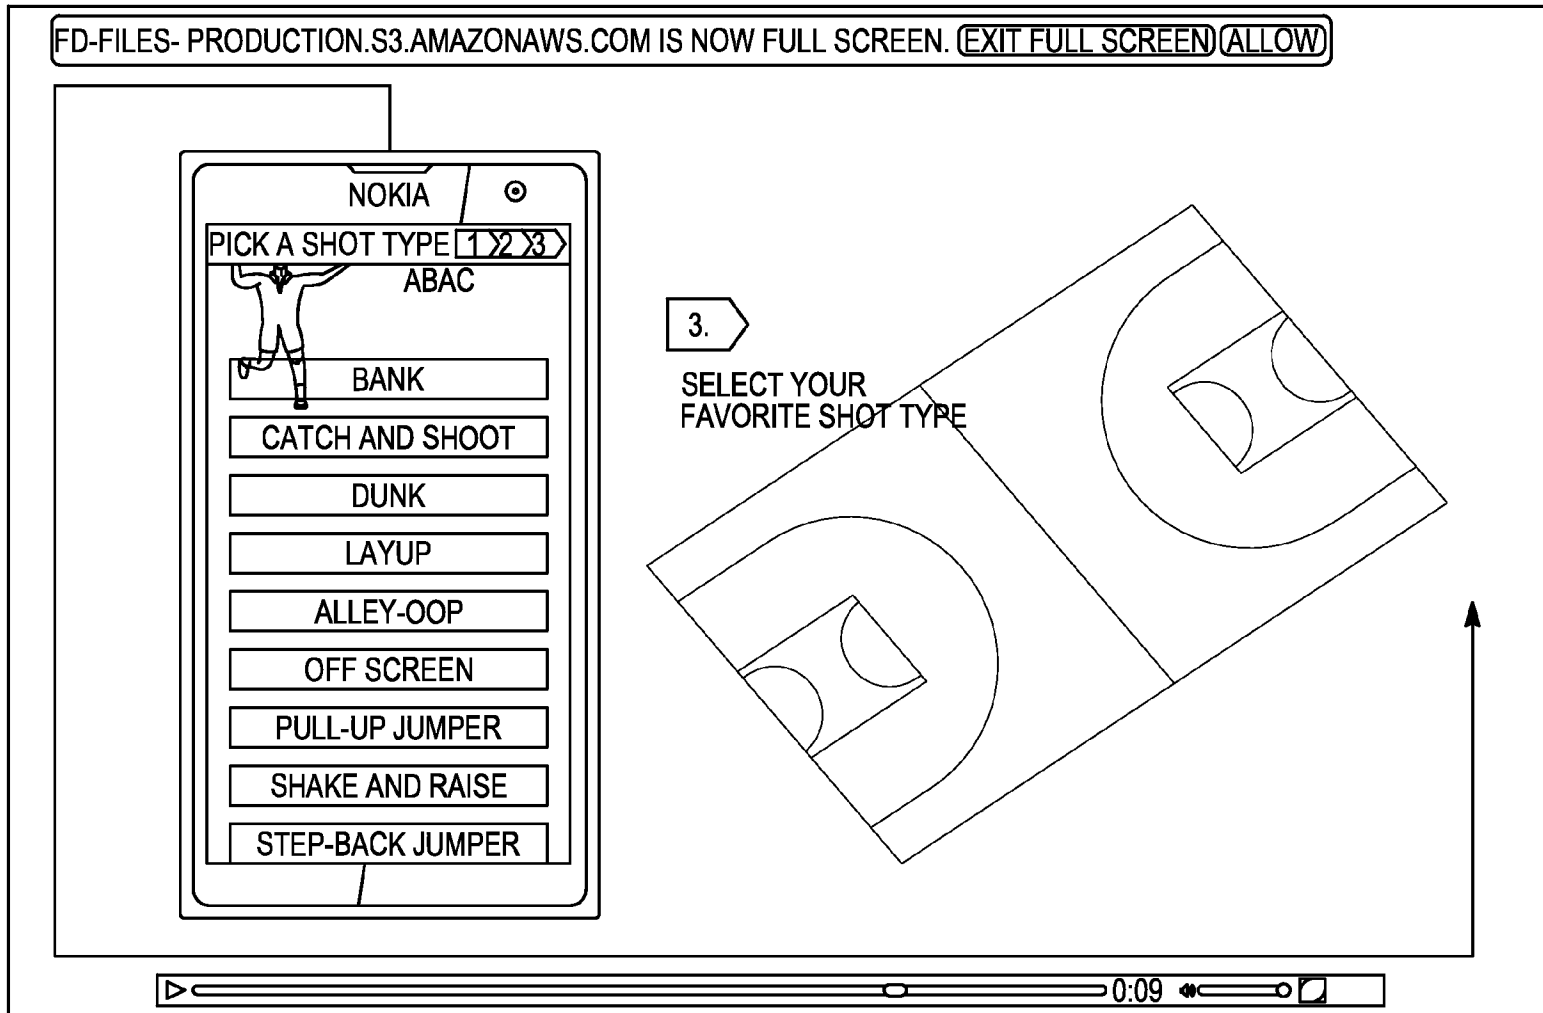 FD-FILES- PRODUCTION.S3.AMAZONAWS.COM IS NOW FULL SCREEN. EXIT FULL SCREEN ALLOW
NOKIA
PICK A SHOT TYPE 1 2 3
ABAC
BANK
CATCH AND SHOOT
DUNK
LAYUP
ALLEY-OOP
OFF SCREEN
PULL-UP JUMPER
SHAKE AND RAISE
STEP-BACK JUMPER
3.
SELECT YOUR
FAVORITE SHOT TYPE
0:09